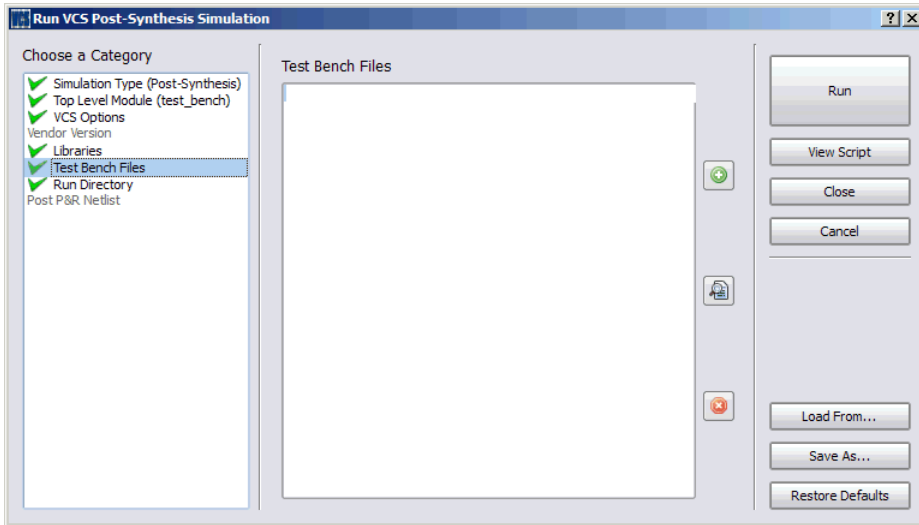 Run VCS Post-Synthesis Simulation
Choose a Category
Simulation Type (Post-Synthesis)
Top Level Module (test_bench)
VCS Options
Vendor Version
Libraries
Test Bench Files
Run Directory
Post P&R Netlist
Test Bench Files
Run
View Script
Close
Cancel
Load From...
Save As...
Restore Defaults